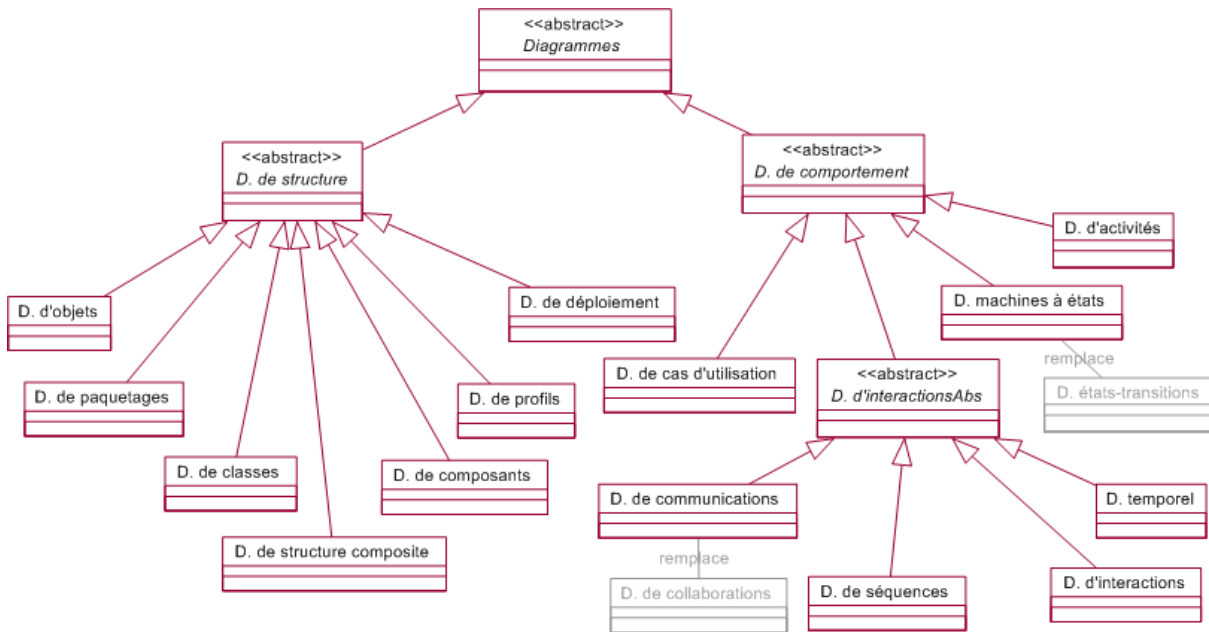 <<abstract>>
Diagrammes
<<abstract>>
D. de structure
<<abstract>>
D. de comportement
D. d'activités
D. d'objets
D. de déploiement
D. machines à états
remplace
D. de cas d'utilisation
<<abstract>>
D. d'interactionsAbs
D. états-transitions
D. de paquetages
D. de profils
D. de classes
D. de composants
D. de communications
D. temporel
D. de structure composite
remplace
D. de collaborations
D. de séquences
D. d'interactions